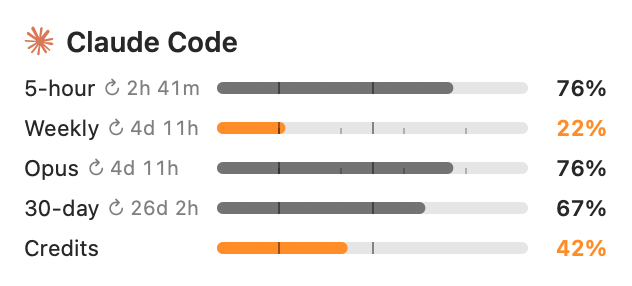 Claude Code
5-hour 2h 41m 76%
Weekly 4d 11h 22%
Opus 4d 11h 76%
30-day 26d 2h 67%
Credits 42%